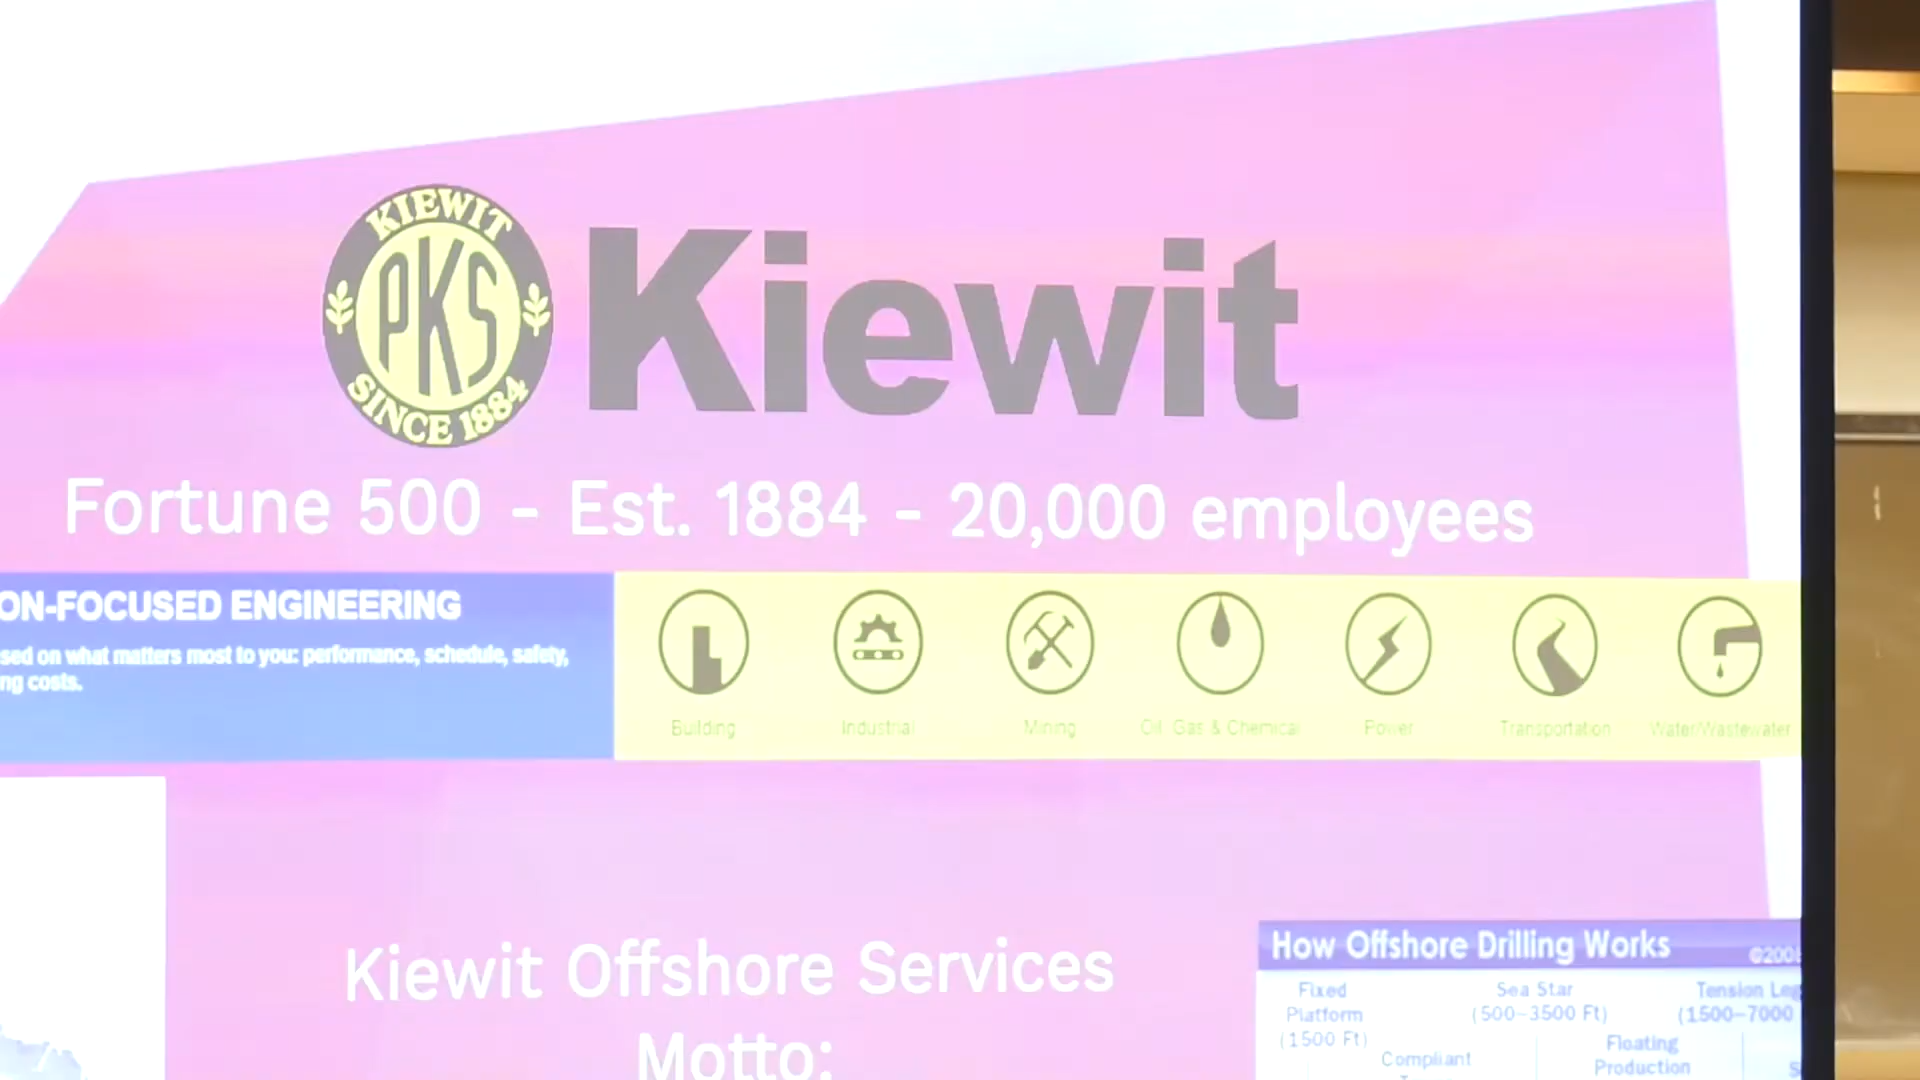 KIEWIT
PKS
SINCE 1884
Kiewit
Fortune 500 - Est. 1884 - 20,000 employees
ON-FOCUSED ENGINEERING
sed on what matters most to you: performance, schedule, safety,
ng costs.
Building
Industrial
Mining
Oil, Gas & Chemical
Power
Transportation
Water/Wastewater
Kiewit Offshore Services
Motto:
How Offshore Drilling Works
Fixed
Platform
(1500 Ft)
Sea Star
(500-3500 Ft)
Tension Leg
(1500-7000
Compliant
Floating
Production